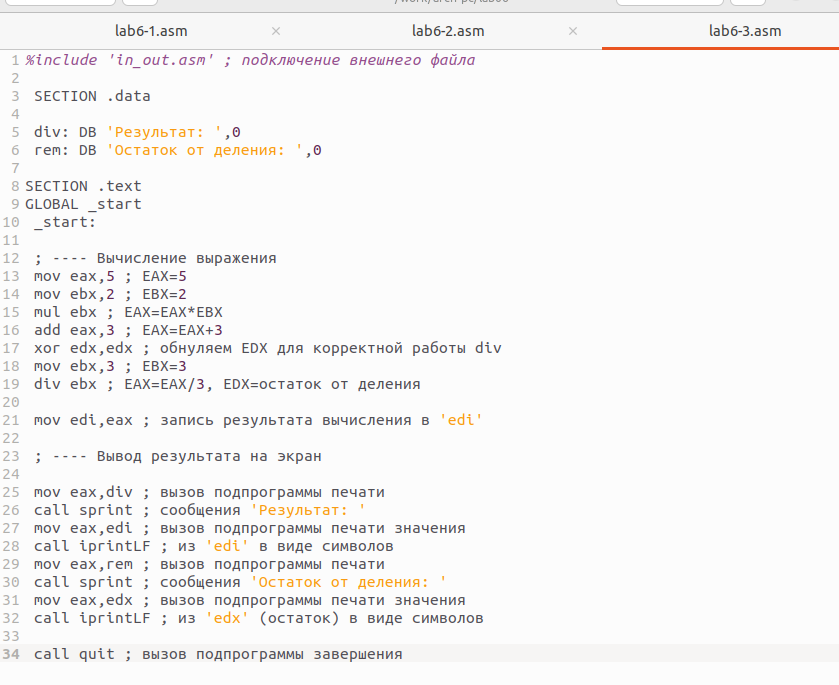 /work/arch-pc/lab06
lab6-1.asm × lab6-2.asm × lab6-3.asm
1 %include 'in_out.asm' ; подключение внешнего файла
2
3 SECTION .data
4
5 div: DB 'Результат: ',0
6 rem: DB 'Остаток от деления: ',0
7
8 SECTION .text
9 GLOBAL _start
10 _start:
11
12 ; ---- Вычисление выражения
13 mov eax,5 ; EAX=5
14 mov ebx,2 ; EBX=2
15 mul ebx ; EAX=EAX*EBX
16 add eax,3 ; EAX=EAX+3
17 xor edx,edx ; обнуляем EDX для корректной работы div
18 mov ebx,3 ; EBX=3
19 div ebx ; EAX=EAX/3, EDX=остаток от деления
20
21 mov edi,eax ; запись результата вычисления в 'edi'
22
23 ; ---- Вывод результата на экран
24
25 mov eax,div ; вызов подпрограммы печати
26 call sprint ; сообщения 'Результат: '
27 mov eax,edi ; вызов подпрограммы печати значения
28 call iprintLF ; из 'edi' в виде символов
29 mov eax,rem ; вызов подпрограммы печати
30 call sprint ; сообщения 'Остаток от деления: '
31 mov eax,edx ; вызов подпрограммы печати значения
32 call iprintLF ; из 'edx' (остаток) в виде символов
33
34 call quit ; вызов подпрограммы завершения